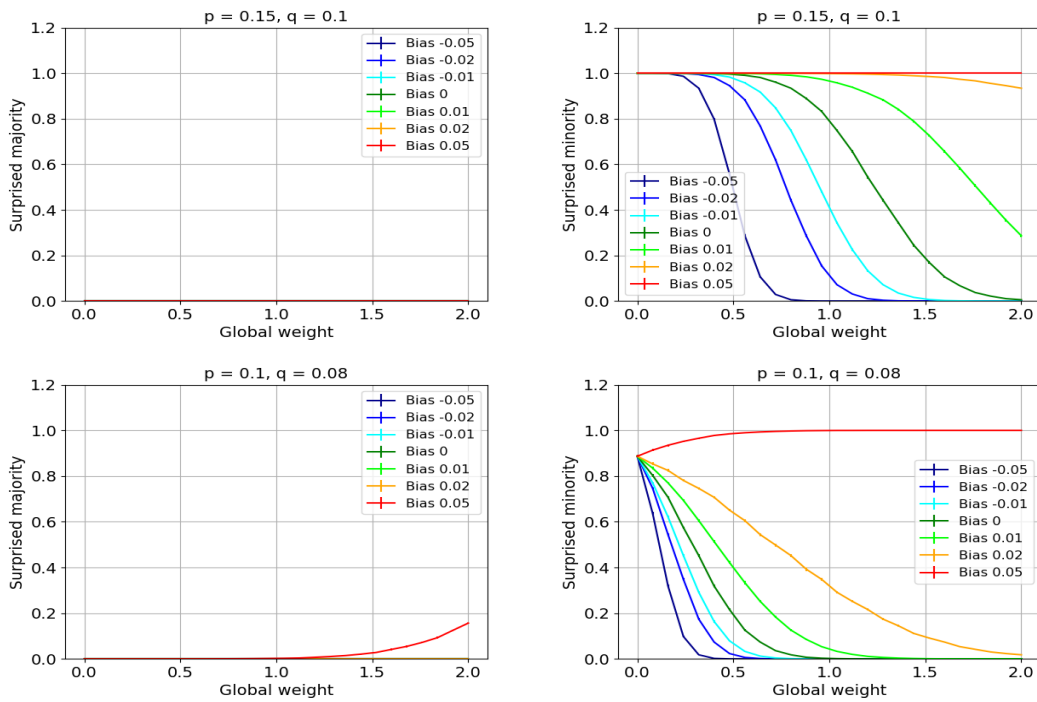 p = 0.15, q = 0.1
1.2
1.0
0.8
0.6
0.4
0.2
0.0
Surprised majority
Bias -0.05
Bias -0.02
Bias -0.01
Bias 0
Bias 0.01
Bias 0.02
Bias 0.05
0.0 0.5 1.0 1.5 2.0
Global weight
p = 0.15, q = 0.1
1.2
1.0
0.8
0.6
0.4
0.2
0.0
Surprised minority
Bias -0.05
Bias -0.02
Bias -0.01
Bias 0
Bias 0.01
Bias 0.02
Bias 0.05
0.0 0.5 1.0 1.5 2.0
Global weight
p = 0.1, q = 0.08
1.2
1.0
0.8
0.6
0.4
0.2
0.0
Surprised majority
Bias -0.05
Bias -0.02
Bias -0.01
Bias 0
Bias 0.01
Bias 0.02
Bias 0.05
0.0 0.5 1.0 1.5 2.0
Global weight
p = 0.1, q = 0.08
1.2
1.0
0.8
0.6
0.4
0.2
0.0
Surprised minority
Bias -0.05
Bias -0.02
Bias -0.01
Bias 0
Bias 0.01
Bias 0.02
Bias 0.05
0.0 0.5 1.0 1.5 2.0
Global weight